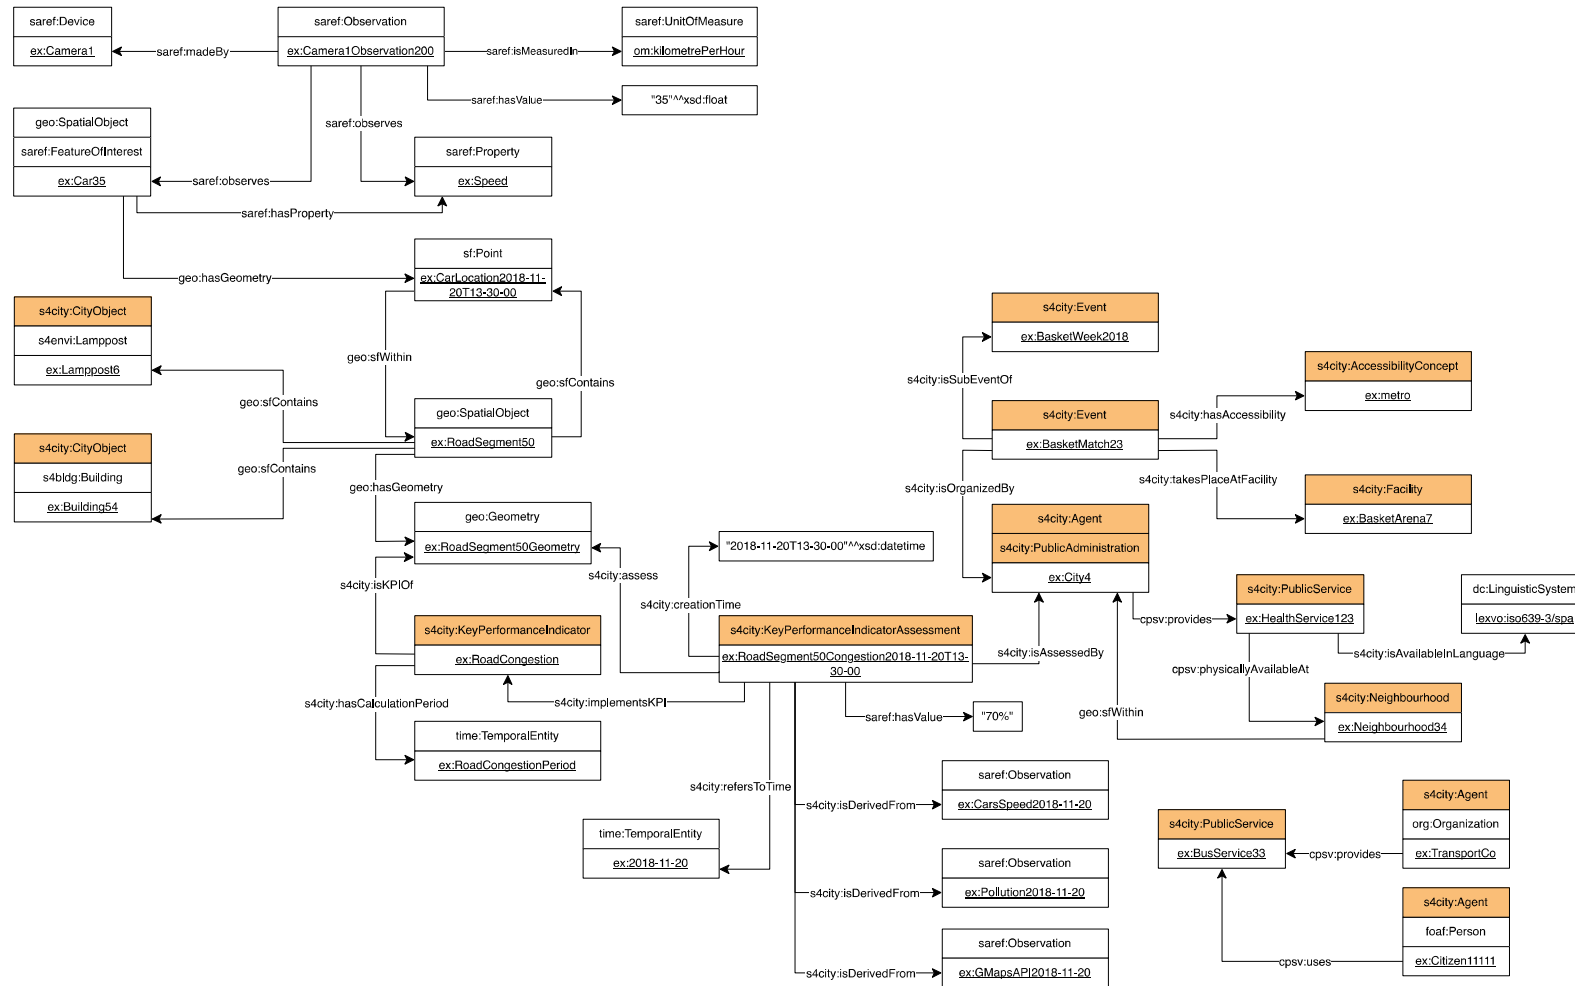 saref:Device
ex:Camera1
saref:madeBy
saref:Observation
ex:Camera1Observation200
saref:isMeasuredIn
saref:UnitOfMeasure
om:kilometrePerHour
saref:hasValue
"35"^^xsd:float
geo:SpatialObject
saref:FeatureOfInterest
ex:Car35
saref:observes
saref:observes
saref:Property
ex:Speed
saref:hasProperty
sf:Point
ex:CarLocation2018-11-
20T13-30-00
geo:hasGeometry
s4city:CityObject
s4envi:Lamppost
ex:Lamppost6
geo:sfWithin
geo:sfContains
geo:sfContains
geo:SpatialObject
ex:RoadSegment50
s4city:CityObject
s4bldg:Building
ex:Building54
geo:sfContains
geo:hasGeometry
geo:Geometry
ex:RoadSegment50Geometry
s4city:isKPIOf
s4city:assess
s4city:KeyPerformanceIndicator
ex:RoadCongestion
s4city:hasCalculationPeriod
s4city:implementsKPI
time:TemporalEntity
ex:RoadCongestionPeriod
"2018-11-20T13-30-00"^^xsd:datetime
s4city:creationTime
s4city:KeyPerformanceIndicatorAssessment
ex:RoadSegment50Congestion2018-11-20T13-
30-00
s4city:isAssessedBy
saref:hasValue
"70%"
s4city:refersToTime
time:TemporalEntity
ex:2018-11-20
s4city:isDerivedFrom
saref:Observation
ex:CarsSpeed2018-11-20
s4city:isDerivedFrom
saref:Observation
ex:Pollution2018-11-20
s4city:isDerivedFrom
saref:Observation
ex:GMapsAPI2018-11-20
s4city:Event
ex:BasketWeek2018
s4city:isSubEventOf
s4city:Event
ex:BasketMatch23
s4city:hasAccessibility
s4city:AccessibilityConcept
ex:metro
s4city:takesPlaceAtFacility
s4city:Facility
ex:BasketArena7
s4city:isOrganizedBy
s4city:Agent
s4city:PublicAdministration
ex:City4
cpsv:provides
s4city:PublicService
ex:HealthService123
dc:LinguisticSystem
lexvo:iso639-3/spa
s4city:isAvailableInLanguage
cpsv:physicallyAvailableAt
s4city:Neighbourhood
ex:Neighbourhood34
geo:sfWithin
s4city:Agent
org:Organization
ex:TransportCo
cpsv:provides
s4city:PublicService
ex:BusService33
s4city:Agent
foaf:Person
ex:Citizen11111
cpsv:uses